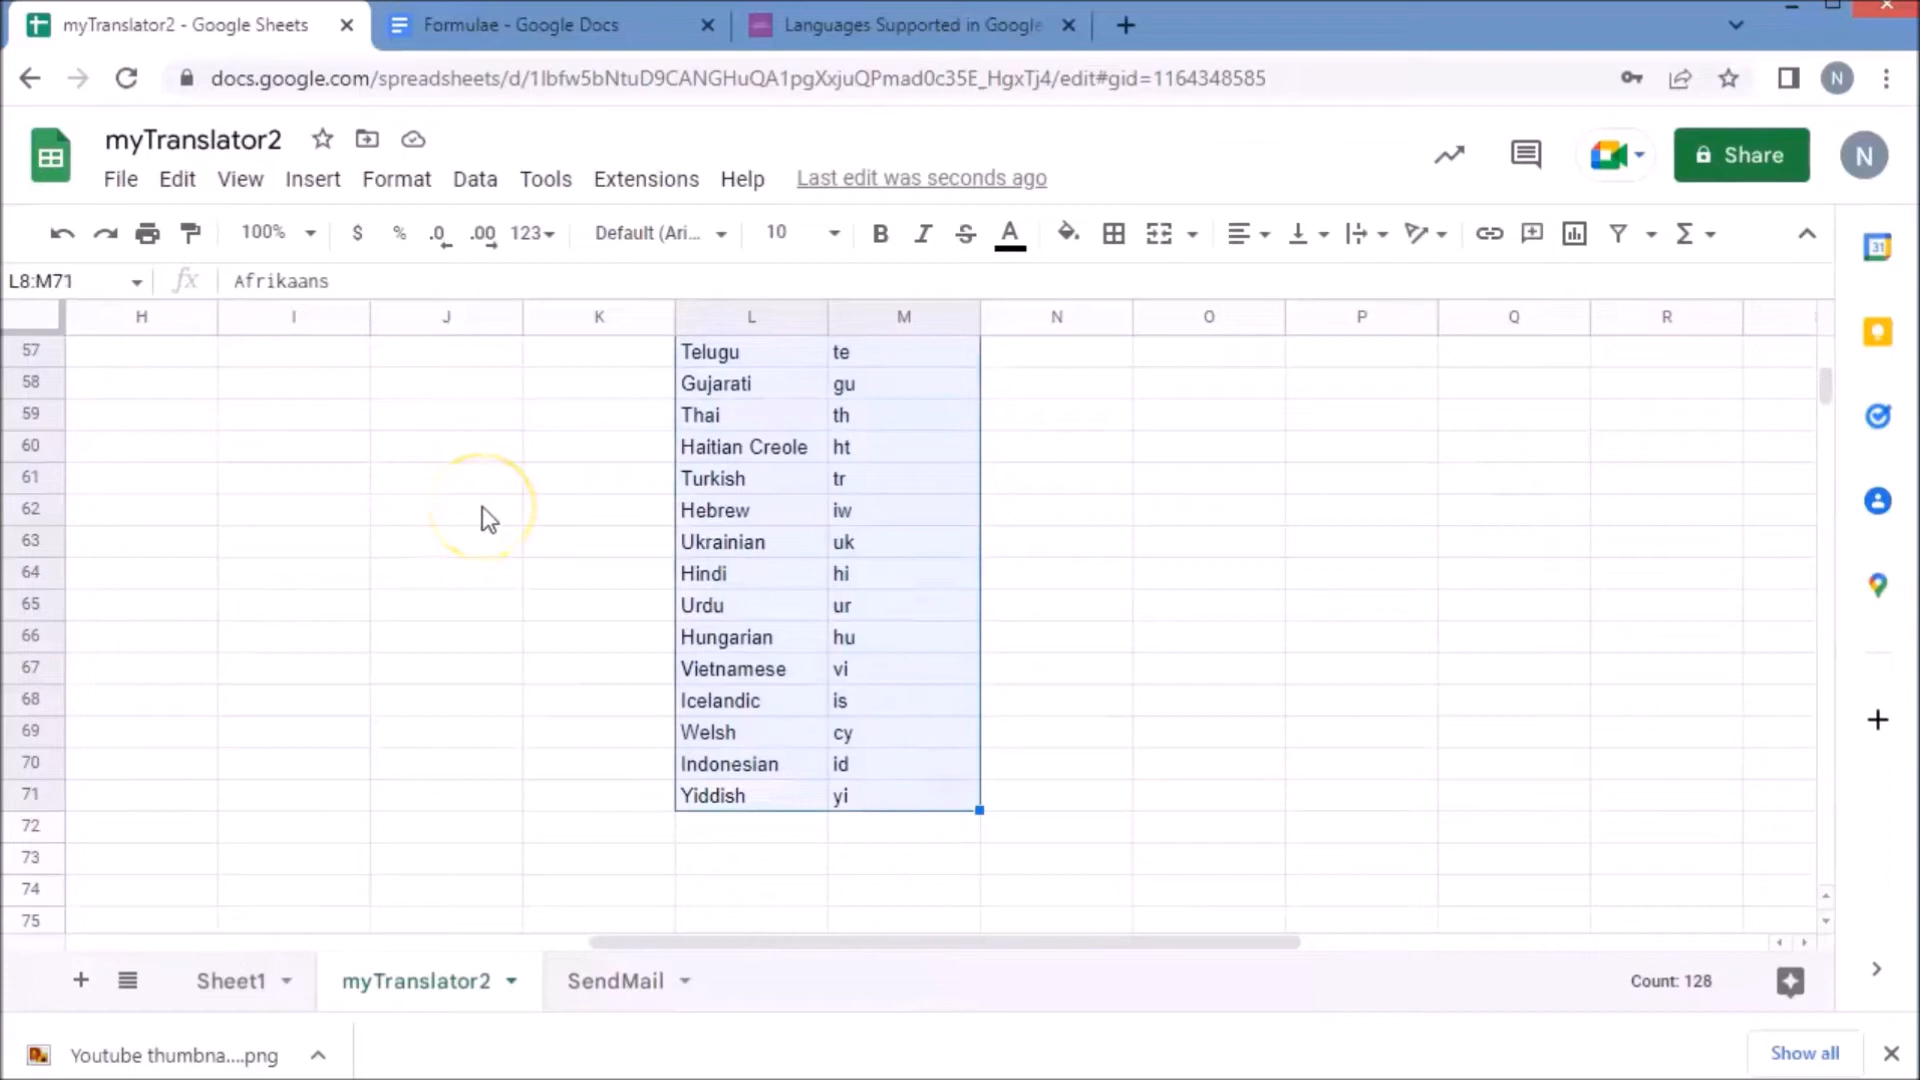 myTranslator2 - Google Sheets
Formulae - Google Docs
Languages Supported in Google
docs.google.com/spreadsheets/d/1Ibfw5bNtuD9CANGHuQA1pgXxjuQPmad0c35E_HgxTj4/edit#gid=1164348585
N
myTranslator2
Share
N
File Edit View Insert Format Data Tools Extensions Help Last edit was seconds ago
100% $ % .0 .00 123 Default (Ari... 10 B I S A
31
L8:M71 fx Afrikaans
H I J K L M N O P Q R
57 Telugu te
58 Gujarati gu
59 Thai th
60 Haitian Creole ht
61 Turkish tr
62 Hebrew iw
63 Ukrainian uk
64 Hindi hi
65 Urdu ur
66 Hungarian hu
67 Vietnamese vi
68 Icelandic is
69 Welsh cy
70 Indonesian id
71 Yiddish yi
72
73
74
75
Sheet1 myTranslator2 SendMail Count: 128
Youtube thumbna....png Show all